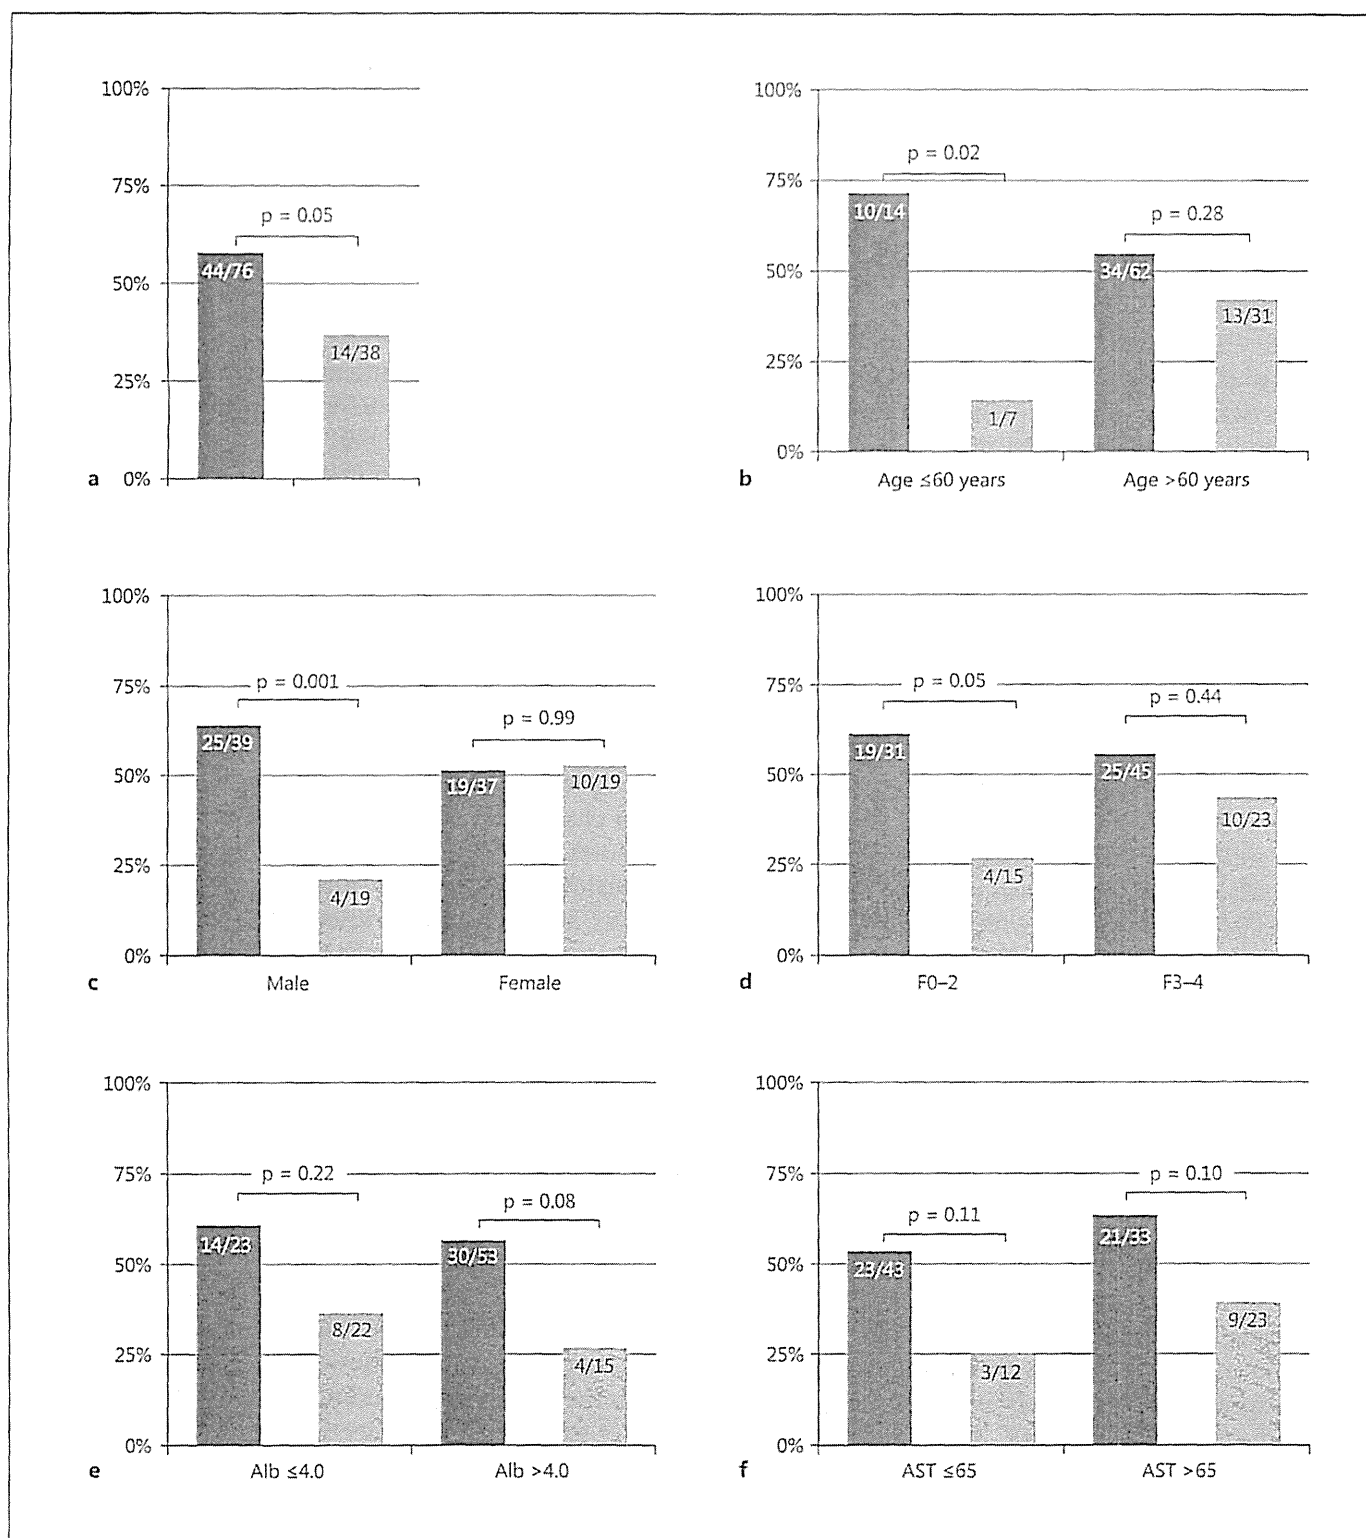 100%
75%
p = 0.05
44/76
50%
14/38
25%
a 0%
100%
p = 0.02
75%
10/14
p = 0.28
34/62
50%
13/31
25%
1/7
b 0%
Age ≤60 years Age >60 years
100%
p = 0.001
75%
25/39
p = 0.99
50%
19/37 10/19
25%
4/19
c 0%
Male Female
100%
p = 0.05
75%
p = 0.44
19/31
25/45
50%
10/23
25%
4/15
d 0%
F0–2 F3–4
100%
p = 0.22
75%
p = 0.08
14/23
30/53
50%
8/22
25%
4/15
e 0%
Alb ≤4.0 Alb >4.0
100%
p = 0.10
75%
p = 0.11
21/33
50%
23/43
9/23
25%
3/12
f 0%
AST ≤65 AST >65